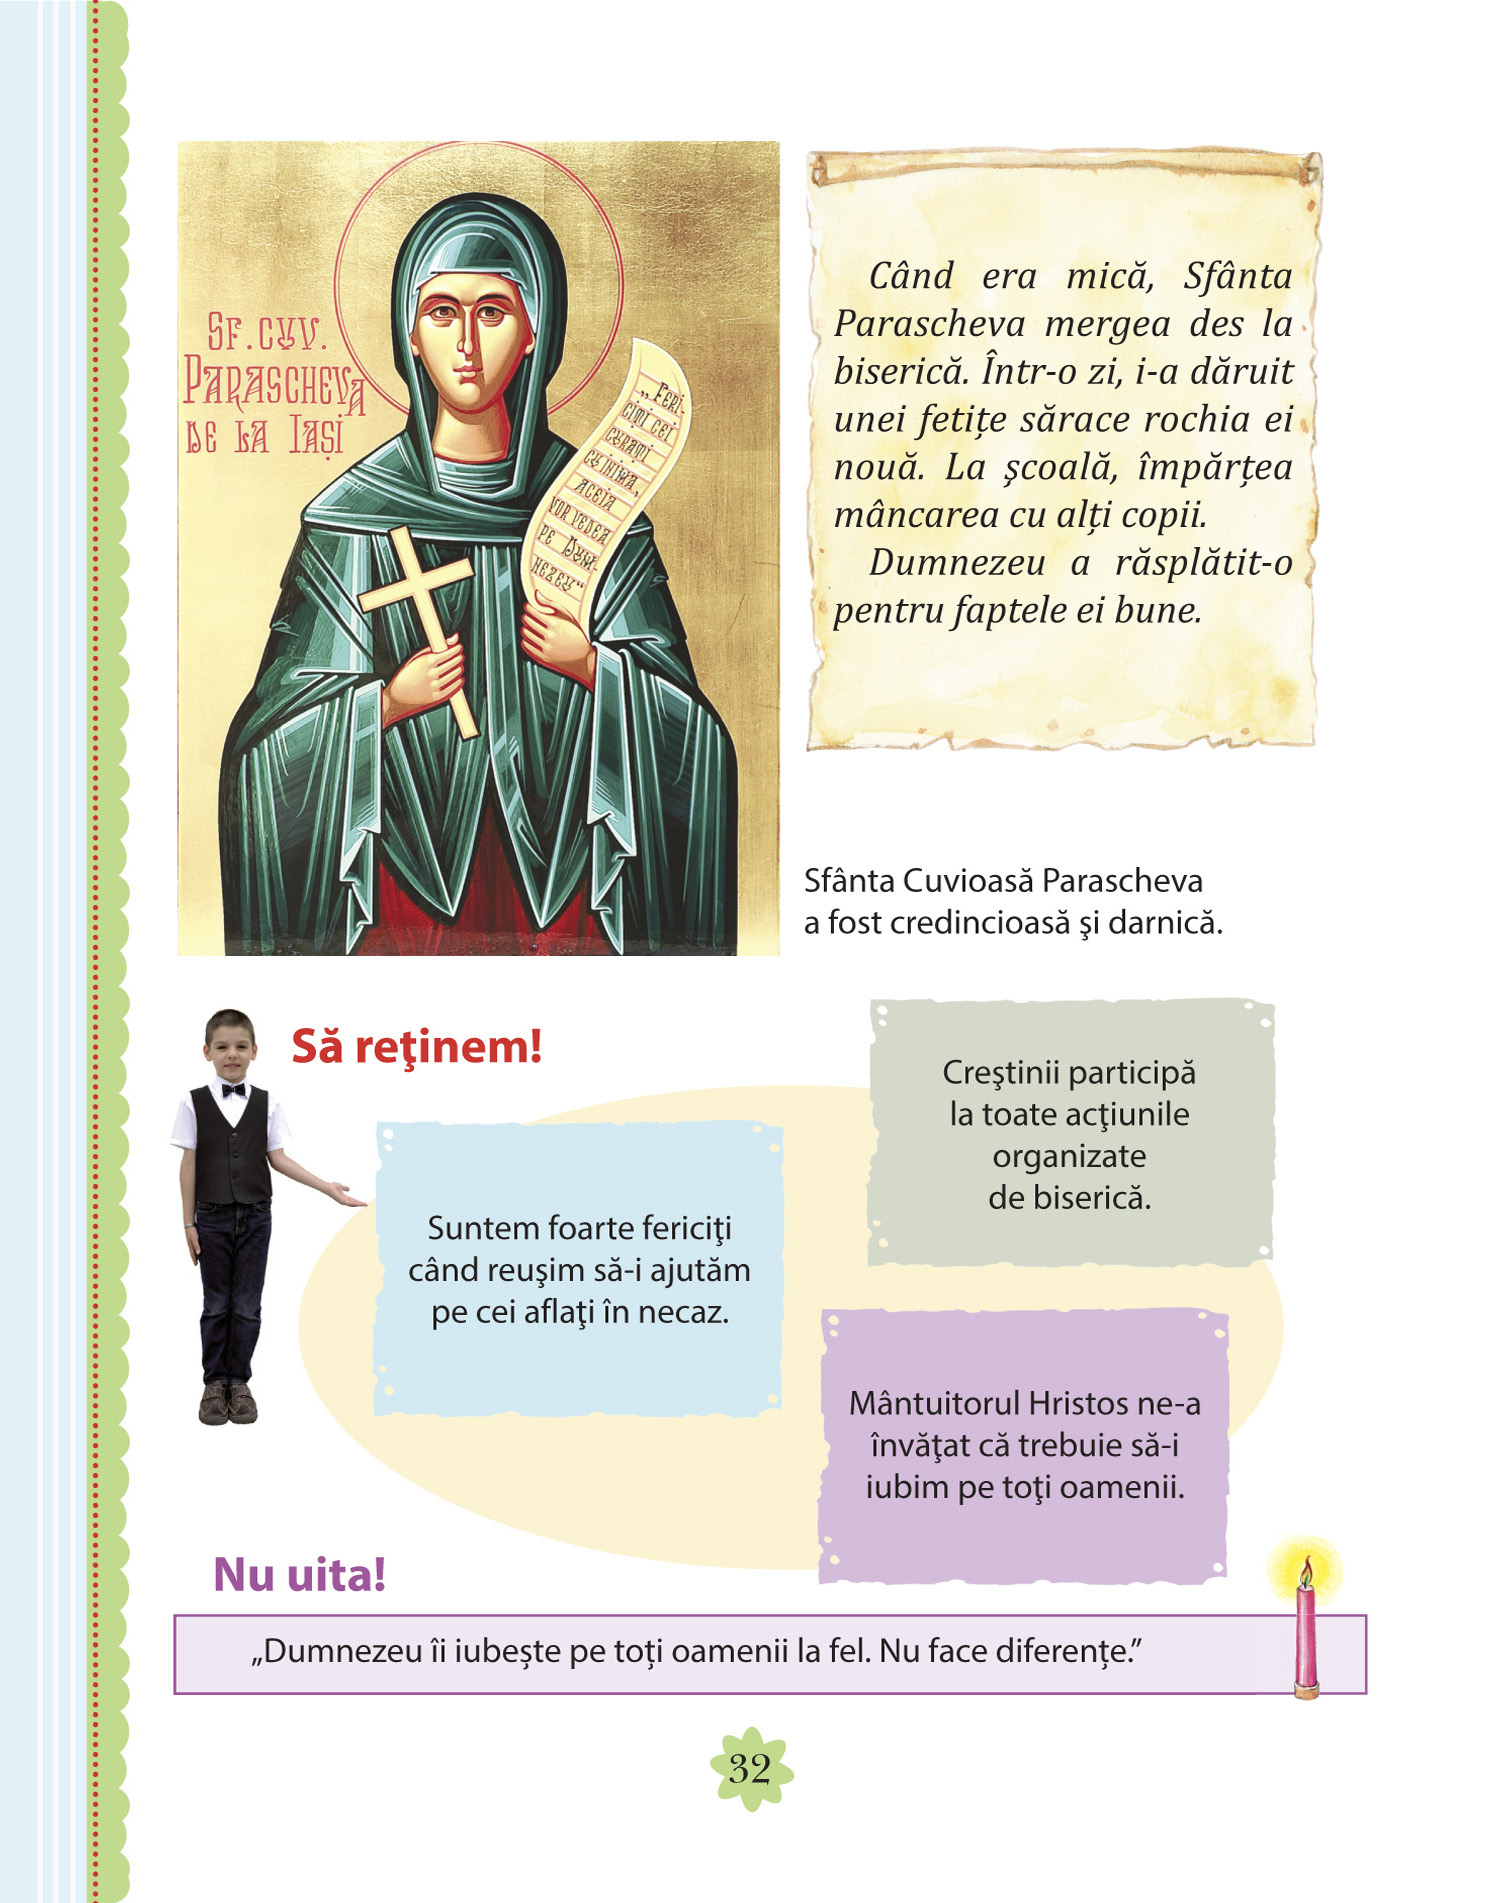 SF. CUV.
PARASCHEVA
DE LA IAȘI
„FERI-
CIȚI CEI
CURAȚI
CU INIMA,
ACEIA
VOR VEDEA
PE DUM-
NEZEU“
Când era mică, Sfânta
Parascheva mergea des la
biserică. Într-o zi, i-a dăruit
unei fetițe sărace rochia ei
nouă. La şcoală, împărțea
mâncarea cu alți copii.
Dumnezeu a răsplătit-o
pentru faptele ei bune.
Sfânta Cuvioasă Parascheva
a fost credincioasă şi darnică.
Să reţinem!
Creştinii participă
la toate acţiunile
organizate
de biserică.
Suntem foarte fericiţi
când reuşim să-i ajutăm
pe cei aflaţi în necaz.
Mântuitorul Hristos ne-a
învăţat că trebuie să-i
iubim pe toţi oamenii.
Nu uita!
„Dumnezeu îi iubește pe toți oamenii la fel. Nu face diferențe.”
32